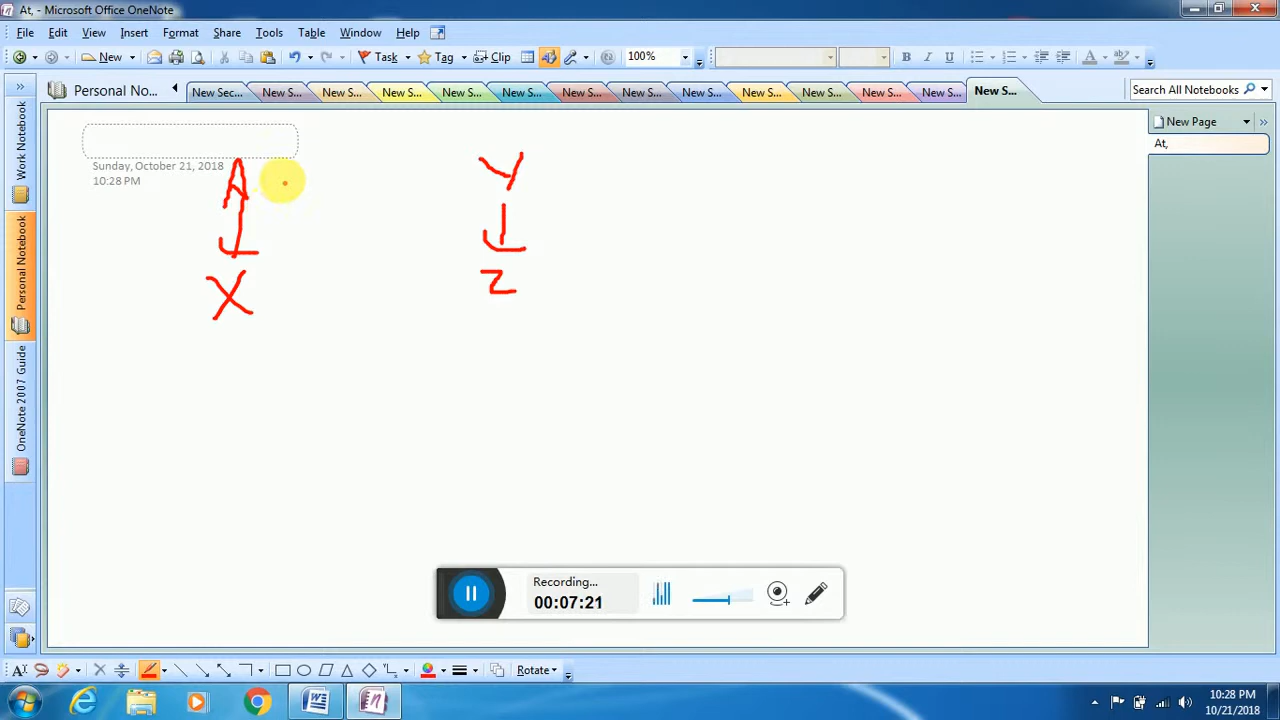 At, - Microsoft Office OneNote
File Edit View Insert Format Share Tools Table Window Help
New Task Tag Clip 100%
Personal No... New Sec... New S... New S... New S... New S... New S... New S... New S... New S... New S... New S... New S... New S... New S... Search All Notebooks
New Page
At,
Work Notebook
Personal Notebook
OneNote 2007 Guide
Sunday, October 21, 2018
10:28 PM
A Y
X Z
Recording...
00:07:21
Rotate
10:28 PM
10/21/2018